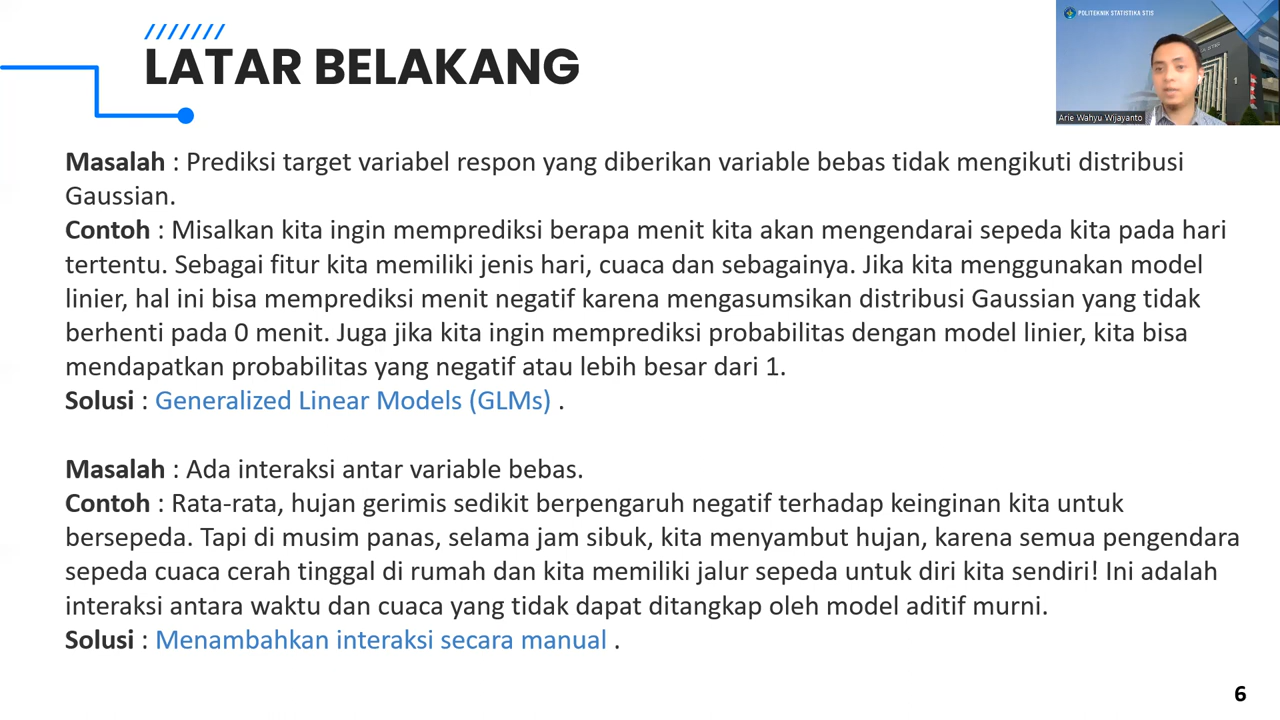 LATAR BELAKANG
POLITEKNIK STATISTIKA STIS
Arie Wahyu Wijayanto
Masalah : Prediksi target variabel respon yang diberikan variable bebas tidak mengikuti distribusi
Gaussian.
Contoh : Misalkan kita ingin memprediksi berapa menit kita akan mengendarai sepeda kita pada hari
tertentu. Sebagai fitur kita memiliki jenis hari, cuaca dan sebagainya. Jika kita menggunakan model
linier, hal ini bisa memprediksi menit negatif karena mengasumsikan distribusi Gaussian yang tidak
berhenti pada 0 menit. Juga jika kita ingin memprediksi probabilitas dengan model linier, kita bisa
mendapatkan probabilitas yang negatif atau lebih besar dari 1.
Solusi : Generalized Linear Models (GLMs) .
Masalah : Ada interaksi antar variable bebas.
Contoh : Rata-rata, hujan gerimis sedikit berpengaruh negatif terhadap keinginan kita untuk
bersepeda. Tapi di musim panas, selama jam sibuk, kita menyambut hujan, karena semua pengendara
sepeda cuaca cerah tinggal di rumah dan kita memiliki jalur sepeda untuk diri kita sendiri! Ini adalah
interaksi antara waktu dan cuaca yang tidak dapat ditangkap oleh model aditif murni.
Solusi : Menambahkan interaksi secara manual .
6